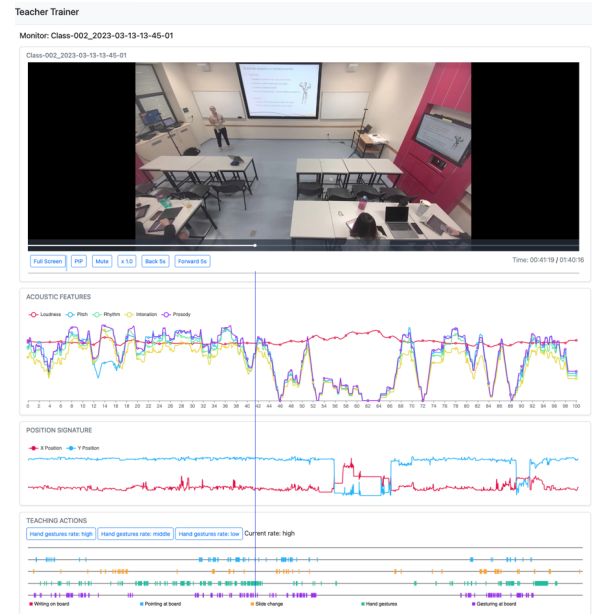 Teacher Trainer
Monitor: Class-002_2023-03-13-13-45-01
Class-002_2023-03-13-13-45-01
Full Screen PIP Mute x 1.0 Back 5s Forward 5s Time: 00:41:19 / 01:40:16
ACOUSTIC FEATURES
Loudness Pitch Rhythm Intonation Prosody
0 2 4 6 8 10 12 14 16 18 20 22 24 26 28 30 32 34 36 38 40 42 44 46 48 50 52 54 56 58 60 62 64 66 68 70 72 74 76 78 80 82 84 86 88 90 92 94 96 98 100
POSITION SIGNATURE
X Position Y Position
TEACHING ACTIONS
Hand gestures rate: high Hand gestures rate: middle Hand gestures rate: low Current rate: high
Writing on board Pointing at board Slide change Hand gestures Gesturing at board